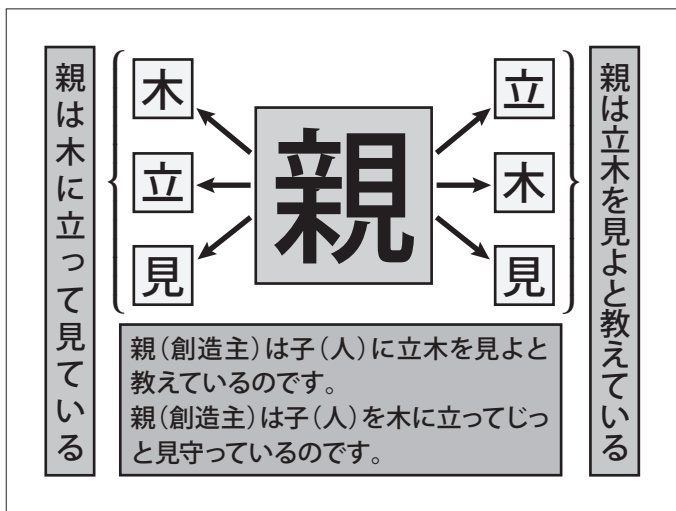 親は立木を見よと教えている
立
木
見
親
木
立
見
親は木に立って見ている
親（創造主）は子（人）に立木を見よと
教えているのです。
親（創造主）は子（人）を木に立ってじっ
と見守っているのです。